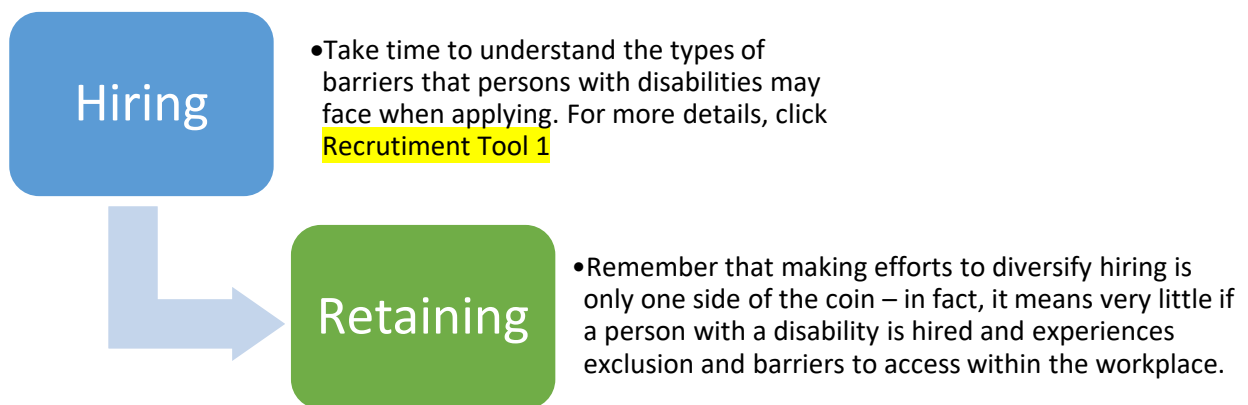 Hiring
•Take time to understand the types of
barriers that persons with disabilities may
face when applying. For more details, click
Recrutiment Tool 1
Retaining
•Remember that making efforts to diversify hiring is
only one side of the coin – in fact, it means very little if
a person with a disability is hired and experiences
exclusion and barriers to access within the workplace.